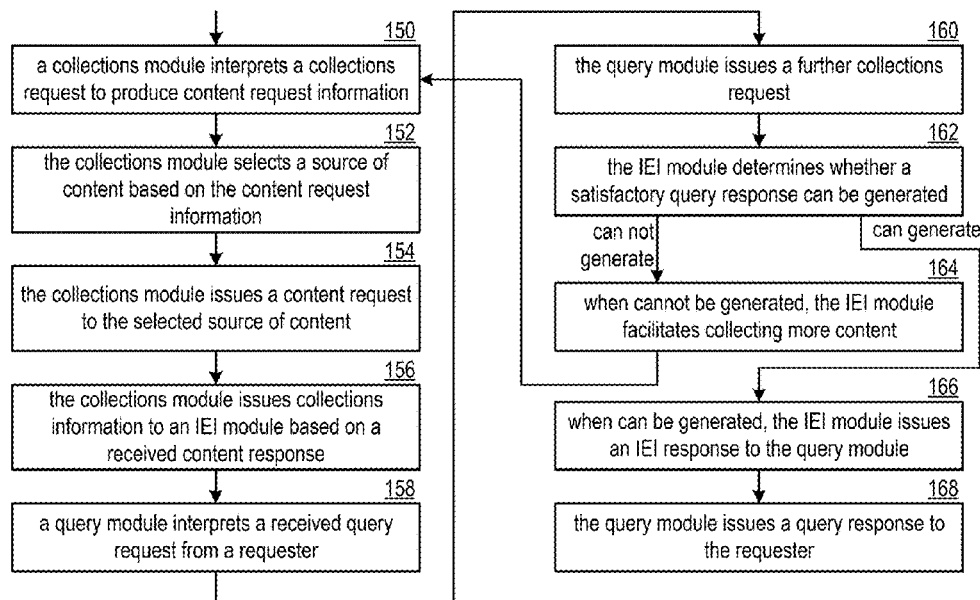 150
a collections module interprets a collections
request to produce content request information
152
the collections module selects a source of
content based on the content request
information
154
the collections module issues a content request
to the selected source of content
156
the collections module issues collections
information to an IEI module based on a
received content response
158
a query module interprets a received query
request from a requester
160
the query module issues a further collections
request
162
the IEI module determines whether a
satisfactory query response can be generated
can not
generate
can generate
164
when cannot be generated, the IEI module
facilitates collecting more content
166
when can be generated, the IEI module issues
an IEI response to the query module
168
the query module issues a query response to
the requester